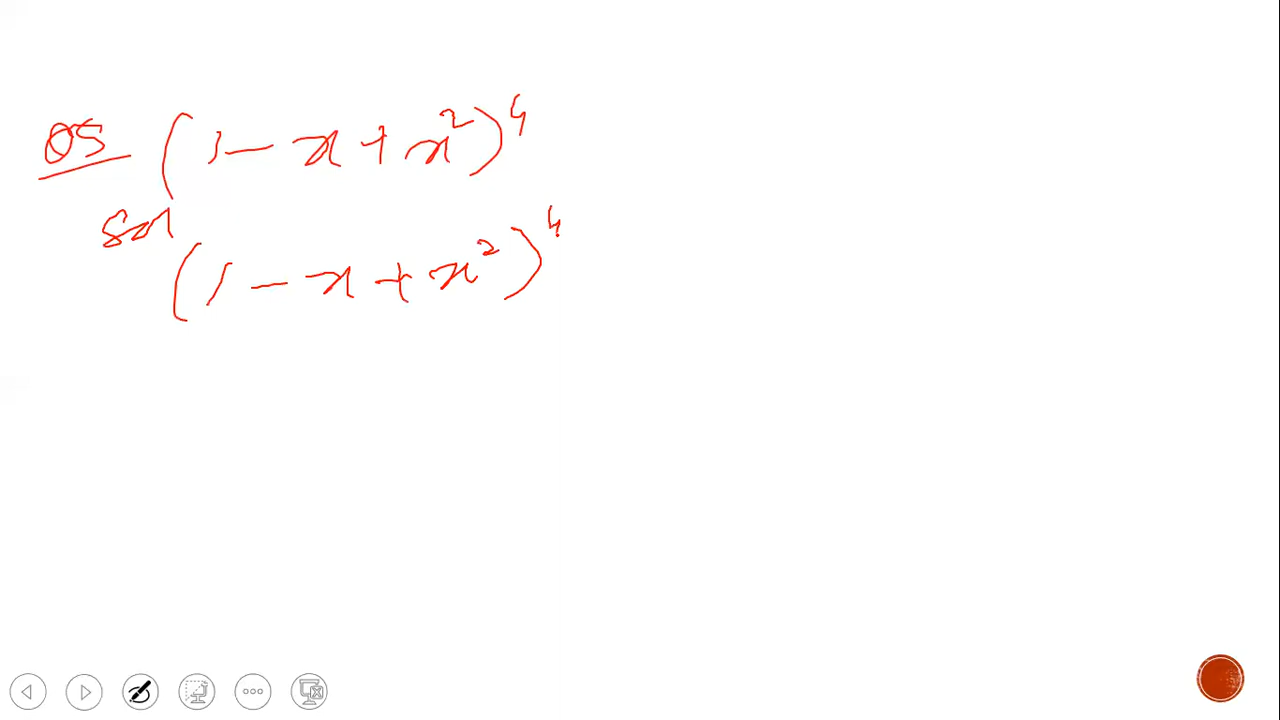 Q5 (1 - x + x²)⁴
Sol
(1 - x + x²)⁴